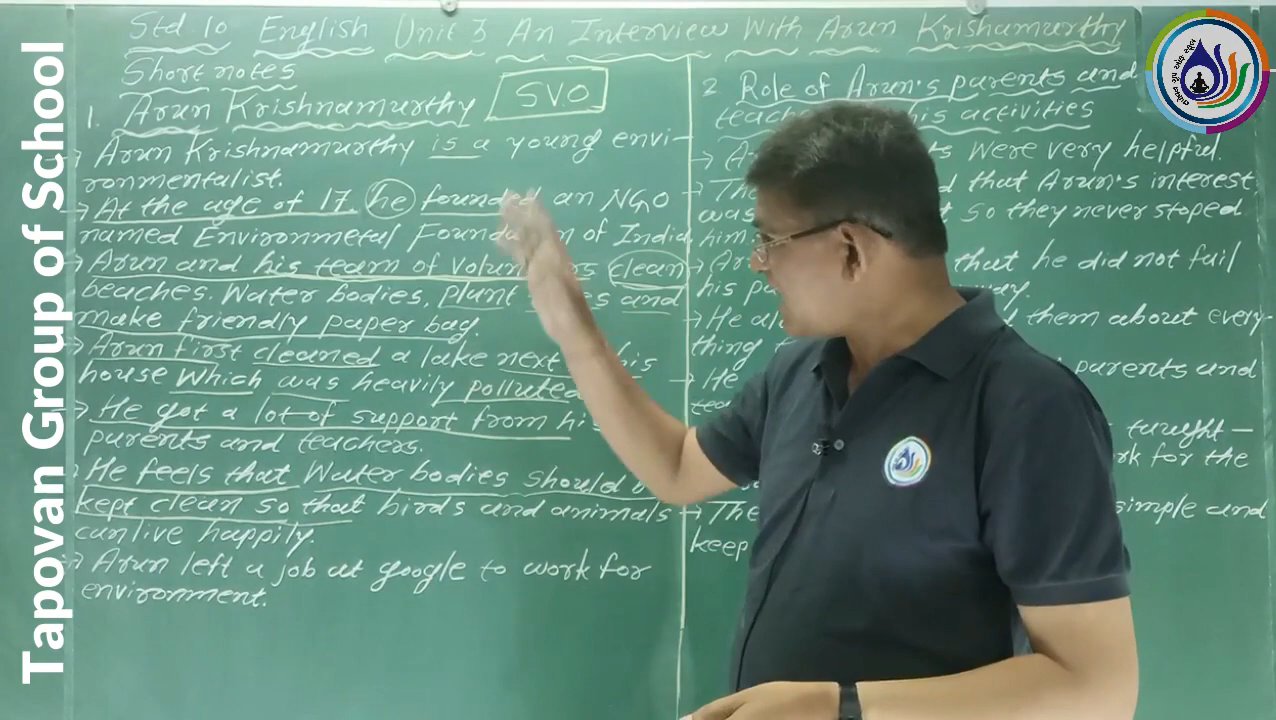 Tapovan Group of School
Std. 10 English Unit 3 An Interview With Arun Krishamurthy
Short notes
1. Arun Krishnamurthy
SVO
→ Arun Krishnamurthy is a young envi-
ronmentalist.
→ At the age of 17 he founded an NGO
named Environmetal of India.
→ Arun and his team of clean
beaches. Water bodies, plant and
make friendly paper bag.
→ Arun first cleaned a lake next
house which was heavily polluted
→ He got a lot of support from his
parents and teachers.
→ He feels that Water bodies should
kept clean so that birds and animals
can live happily.
→ Arun left a job at google to work for
environment.
2 Role of Arun's parents and
his activities
→ were very helpful.
→ that Arun's interest
was so they never stoped
him
→ that he did not fail
his
→ He them about every-
thing
→ He parents and
taught-
for the
→ The simple and
keep